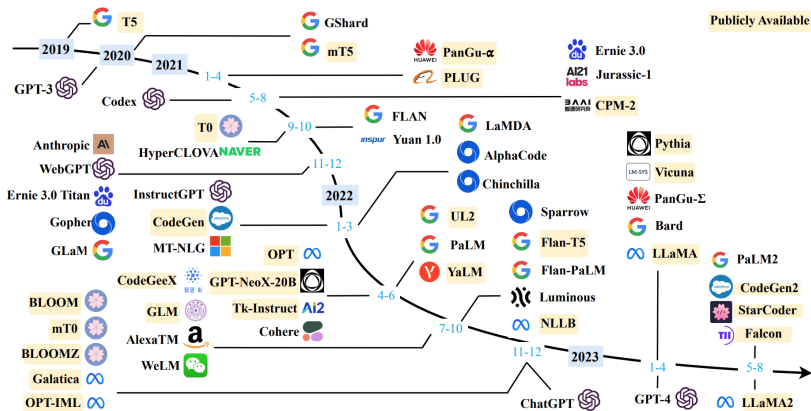 T5
GShard
Publicly Available
mT5
2019
2020
2021
GPT-3
Codex
1-4
5-8
HUAWEI
PanGu-α
PLUG
Ernie 3.0
AI21 labs
Jurassic-1
BAAI
CPM-2
T0
HyperCLOVA NAVER
9-10
FLAN
inspur Yuan 1.0
Anthropic
WebGPT
11-12
LaMDA
AlphaCode
Chinchilla
Ernie 3.0 Titan
InstructGPT
2022
Gopher
CodeGen
GLaM
MT-NLG
1-3
UL2
PaLM
YaLM
Sparrow
Flan-T5
Flan-PaLM
Luminous
NLLB
OPT
CodeGeeX
GPT-NeoX-20B
GLM
Tk-Instruct AI2
Cohere
AlexaTM
WeLM
4-6
7-10
BLOOM
mT0
BLOOMZ
Galatica
OPT-IML
11-12
2023
ChatGPT
Pythia
LM-SYS
Vicuna
HUAWEI
PanGu-Σ
Bard
LLaMA
PaLM2
CodeGen2
StarCoder
TII
Falcon
1-4
5-8
GPT-4
LLaMA2